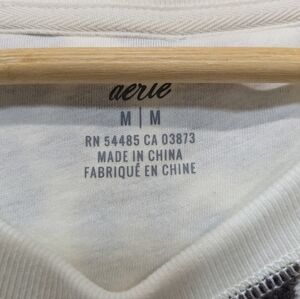 aerie
M | M
RN 54485 CA 03873
MADE IN CHINA
FABRIQUÉ EN CHINE